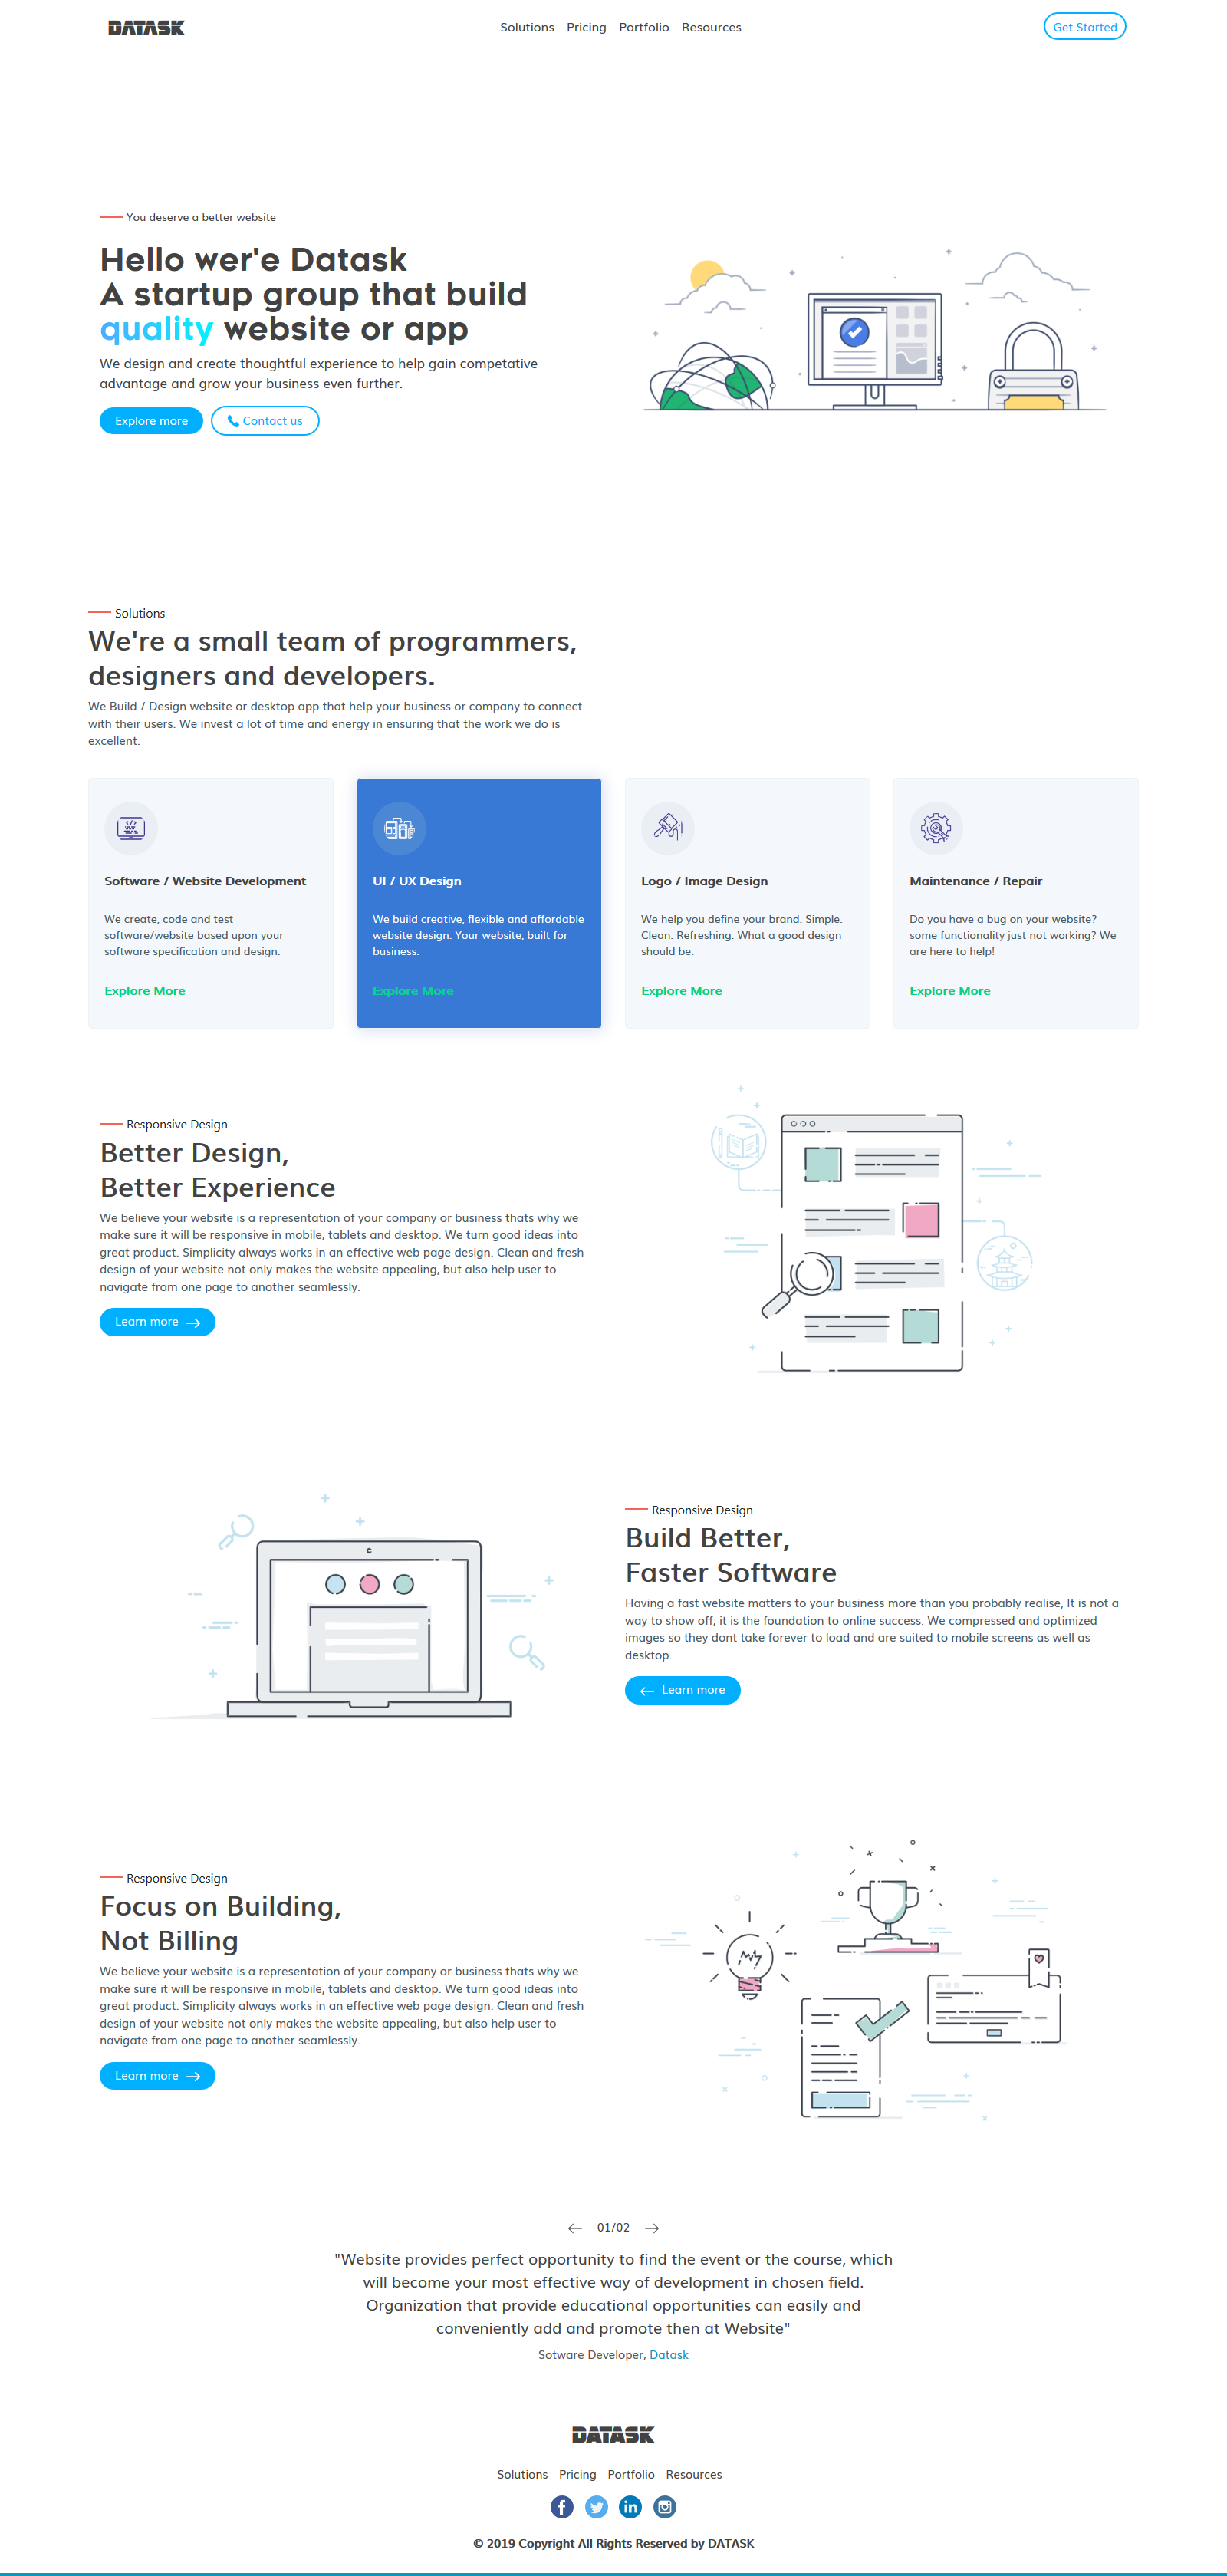 DATASK
Solutions Pricing Portfolio Resources
Get Started
You deserve a better website
Hello wer'e Datask
A startup group that build
quality website or app
We design and create thoughtful experience to help gain competative
advantage and grow your business even further.
Explore more
Contact us
Solutions
We're a small team of programmers,
designers and developers.
We Build / Design website or desktop app that help your business or company to connect
with their users. We invest a lot of time and energy in ensuring that the work we do is
excellent.
Software / Website Development
We create, code and test
software/website based upon your
software specification and design.
Explore More
UI / UX Design
We build creative, flexible and affordable
website design. Your website, built for
business.
Explore More
Logo / Image Design
We help you define your brand. Simple.
Clean. Refreshing. What a good design
should be.
Explore More
Maintenance / Repair
Do you have a bug on your website?
some functionality just not working? We
are here to help!
Explore More
Responsive Design
Better Design,
Better Experience
We believe your website is a representation of your company or business thats why we
make sure it will be responsive in mobile, tablets and desktop. We turn good ideas into
great product. Simplicity always works in an effective web page design. Clean and fresh
design of your website not only makes the website appealing, but also help user to
navigate from one page to another seamlessly.
Learn more
Responsive Design
Build Better,
Faster Software
Having a fast website matters to your business more than you probably realise, It is not a
way to show off; it is the foundation to online success. We compressed and optimized
images so they dont take forever to load and are suited to mobile screens as well as
desktop.
Learn more
Responsive Design
Focus on Building,
Not Billing
We believe your website is a representation of your company or business thats why we
make sure it will be responsive in mobile, tablets and desktop. We turn good ideas into
great product. Simplicity always works in an effective web page design. Clean and fresh
design of your website not only makes the website appealing, but also help user to
navigate from one page to another seamlessly.
Learn more
01/02
"Website provides perfect opportunity to find the event or the course, which
will become your most effective way of development in chosen field.
Organization that provide educational opportunities can easily and
conveniently add and promote then at Website"
Sotware Developer, Datask
DATASK
Solutions Pricing Portfolio Resources
© 2019 Copyright All Rights Reserved by DATASK